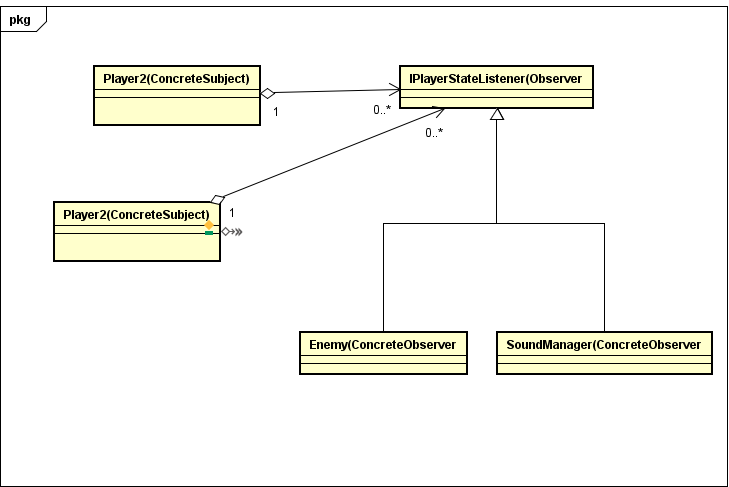 pkg
Player2(ConcreteSubject)
IPlayerStateListener(Observer
1
0..*
0..*
Player2(ConcreteSubject)
1
Enemy(ConcreteObserver
SoundManager(ConcreteObserver